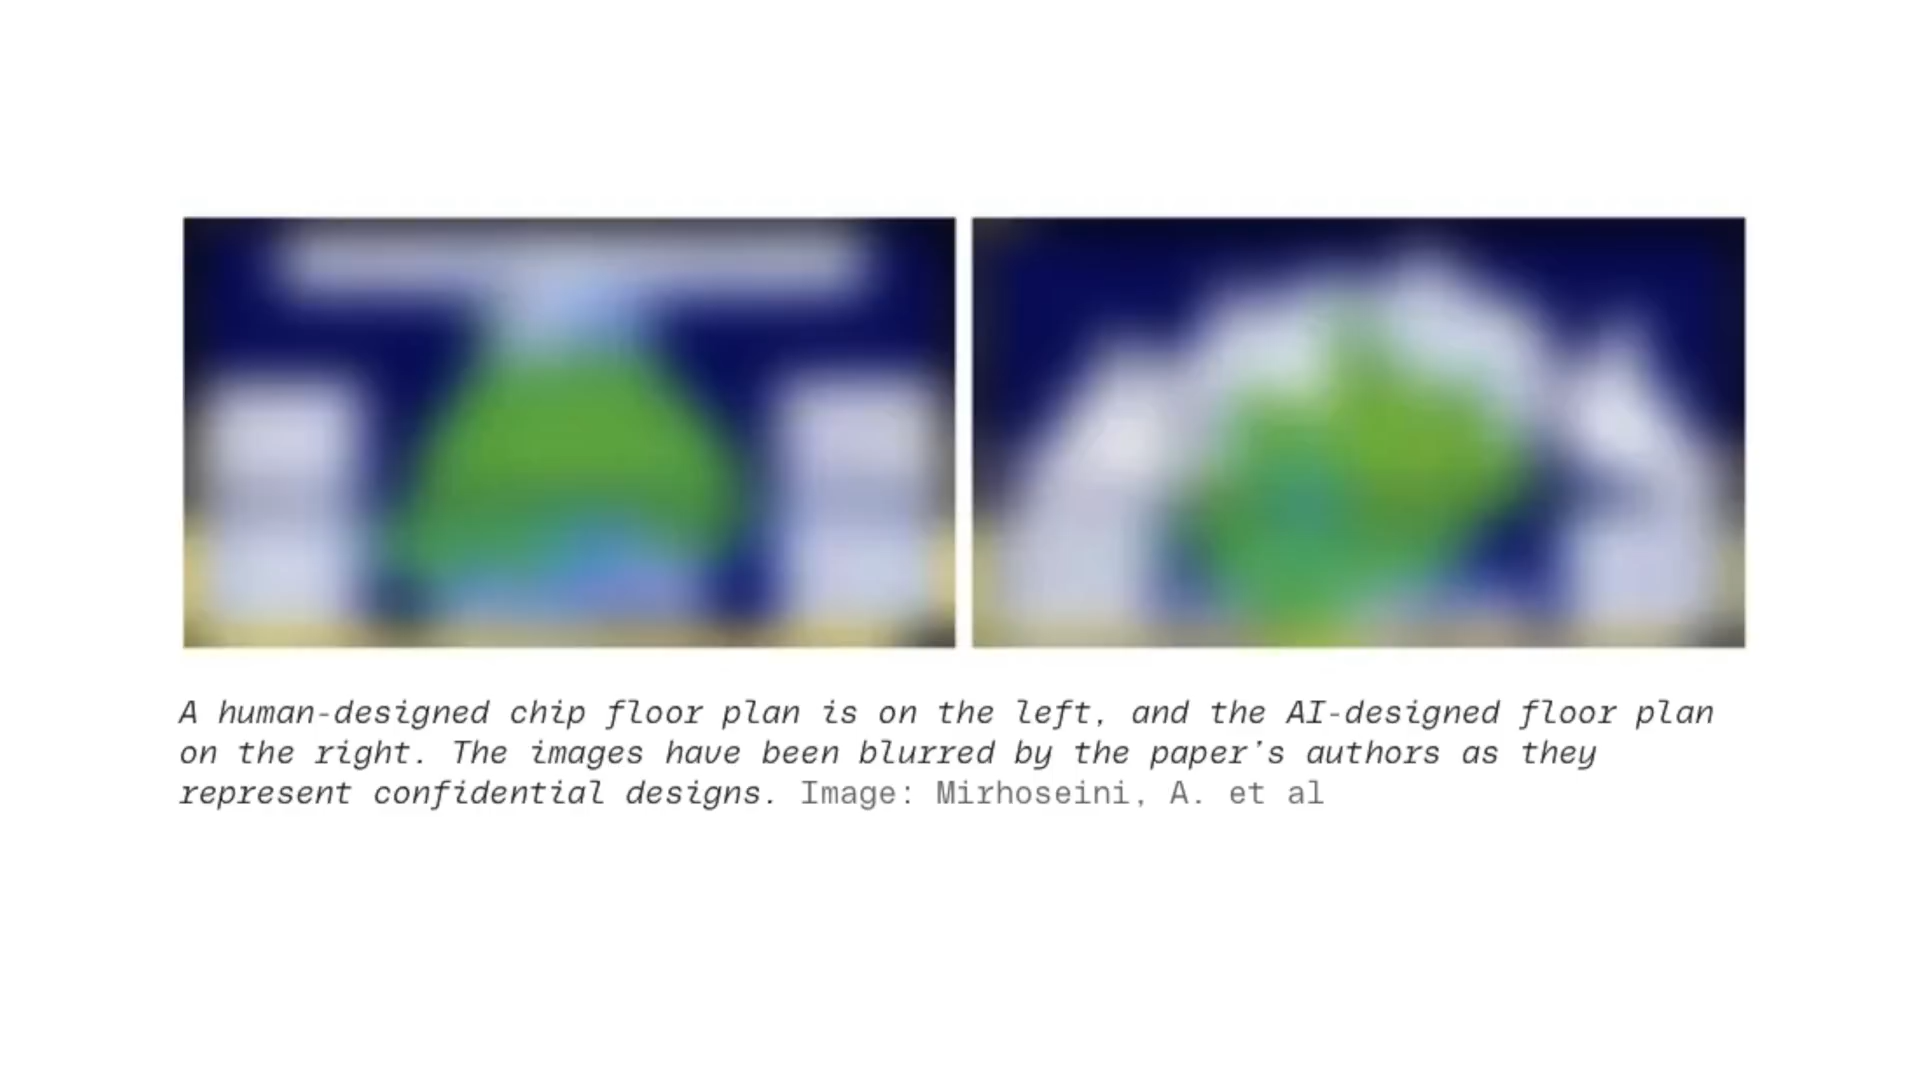 A human-designed chip floor plan is on the left, and the AI-designed floor plan
on the right. The images have been blurred by the paper's authors as they
represent confidential designs. Image: Mirhoseini, A. et al